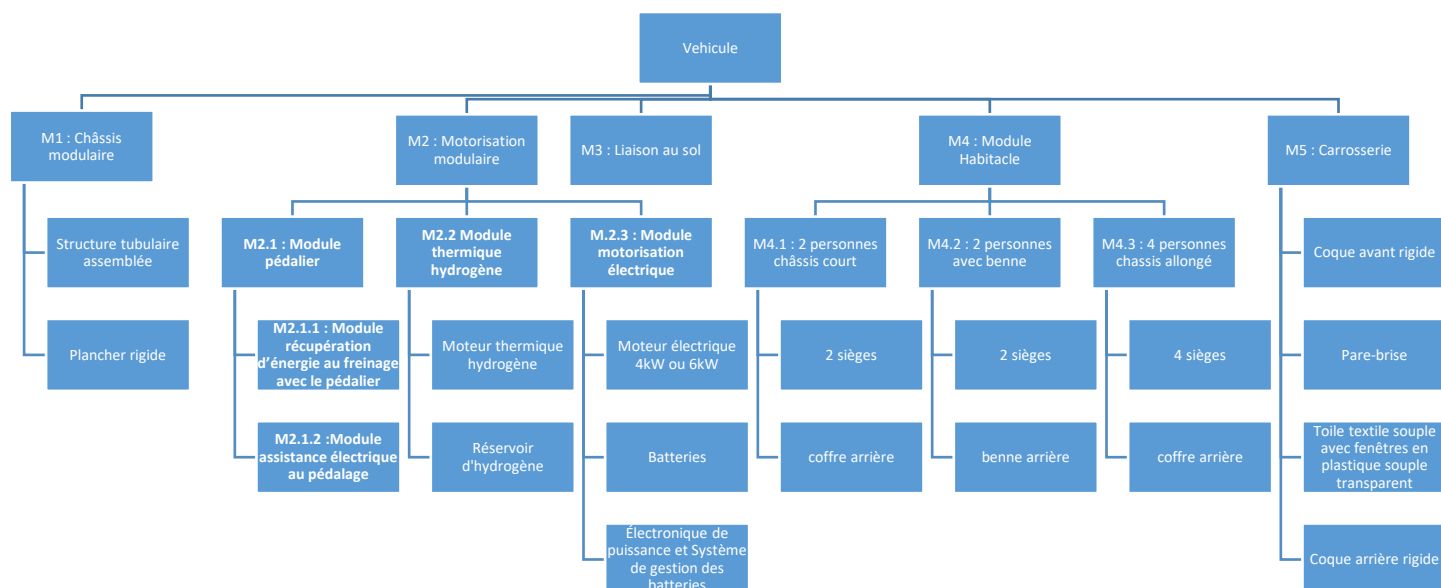 Vehicule
M1 : Châssis
modulaire
M2 : Motorisation
modulaire
M3 : Liaison au sol
M4 : Module
Habitacle
M5 : Carrosserie
Structure tubulaire
assemblée
Plancher rigide
M2.1 : Module
pédalier
M2.1.1 : Module
récupération
d'énergie au freinage
avec le pédalier
M2.1.2 :Module
assistance électrique
au pédalage
M2.2 Module
thermique
hydrogène
Moteur thermique
hydrogène
Réservoir
d'hydrogène
M.2.3 : Module
motorisation
électrique
Moteur électrique
4kW ou 6kW
Batteries
Électronique de
puissance et Système
de gestion des
batteries
M4.1 : 2 personnes
châssis court
2 sièges
coffre arrière
M4.2 : 2 personnes
avec benne
2 sièges
benne arrière
M4.3 : 4 personnes
chassis allongé
4 sièges
coffre arrière
Coque avant rigide
Pare-brise
Toile textile souple
avec fenêtres en
plastique souple
transparent
Coque arrière rigide